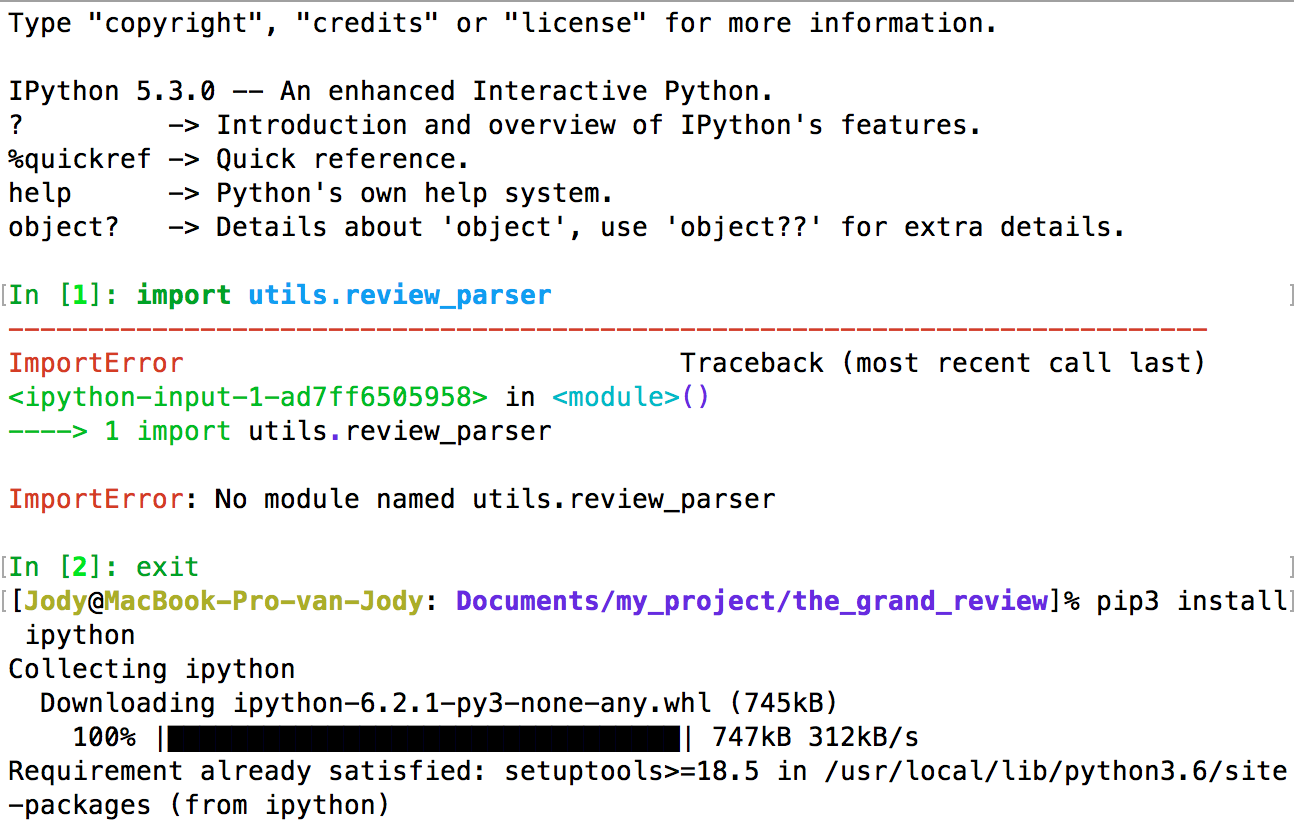 Type "copyright", "credits" or "license" for more information.
IPython 5.3.0 -- An enhanced Interactive Python.
?         -> Introduction and overview of IPython's features.
%quickref -> Quick reference.
help      -> Python's own help system.
object?   -> Details about 'object', use 'object??' for extra details.
[In [1]: import utils.review_parser ]
---------------------------------------------------------------------------
ImportError                               Traceback (most recent call last)
<ipython-input-1-ad7ff6505958> in <module>()
----> 1 import utils.review_parser
ImportError: No module named utils.review_parser
[In [2]: exit ]
[[Jody@MacBook-Pro-van-Jody: Documents/my_project/the_grand_review]% pip3 install]
 ipython
Collecting ipython
  Downloading ipython-6.2.1-py3-none-any.whl (745kB)
    100% |████████████████████████████████| 747kB 312kB/s
Requirement already satisfied: setuptools>=18.5 in /usr/local/lib/python3.6/site
-packages (from ipython)